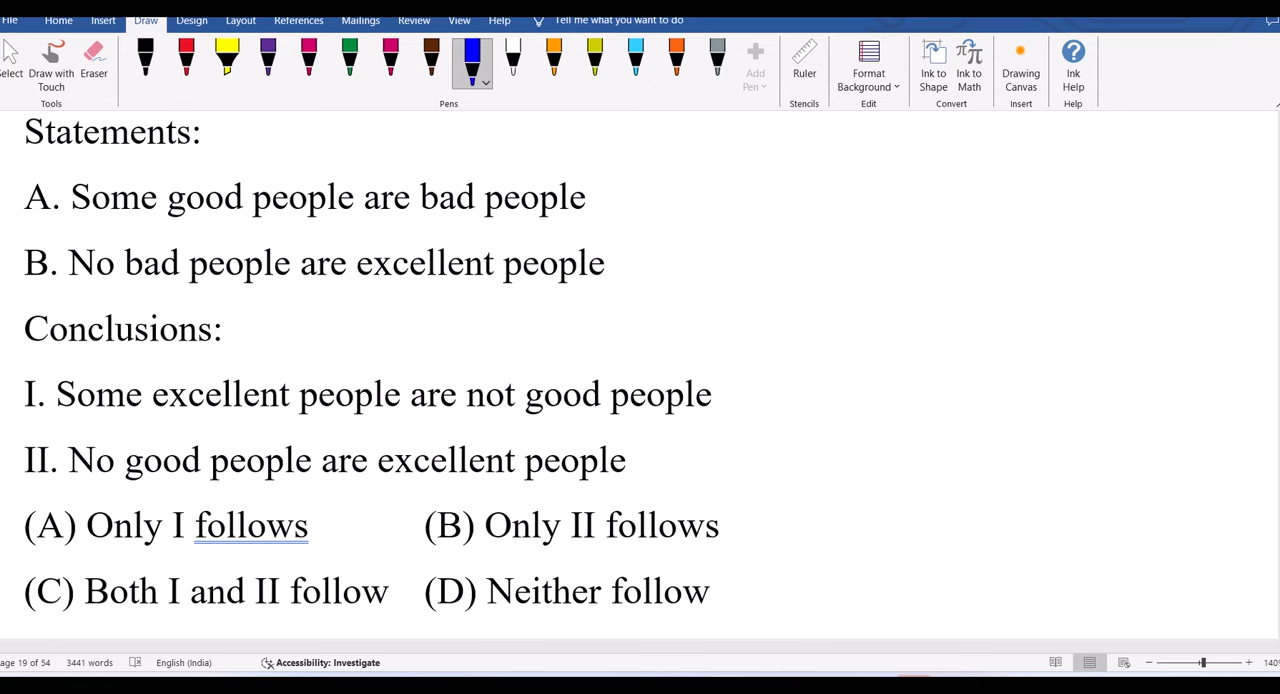 File Home Insert Draw Design Layout References Mailings Review View Help Tell me what you want to do
Select Draw with Touch Eraser Add Pen Ruler Format Background Ink to Shape Ink to Math Drawing Canvas Ink Help
Tools Pens Stencils Edit Convert Insert Help
Statements:
A. Some good people are bad people
B. No bad people are excellent people
Conclusions:
I. Some excellent people are not good people
II. No good people are excellent people
(A) Only I follows (B) Only II follows
(C) Both I and II follow (D) Neither follow
age 19 of 54 3441 words English (India) Accessibility: Investigate 140